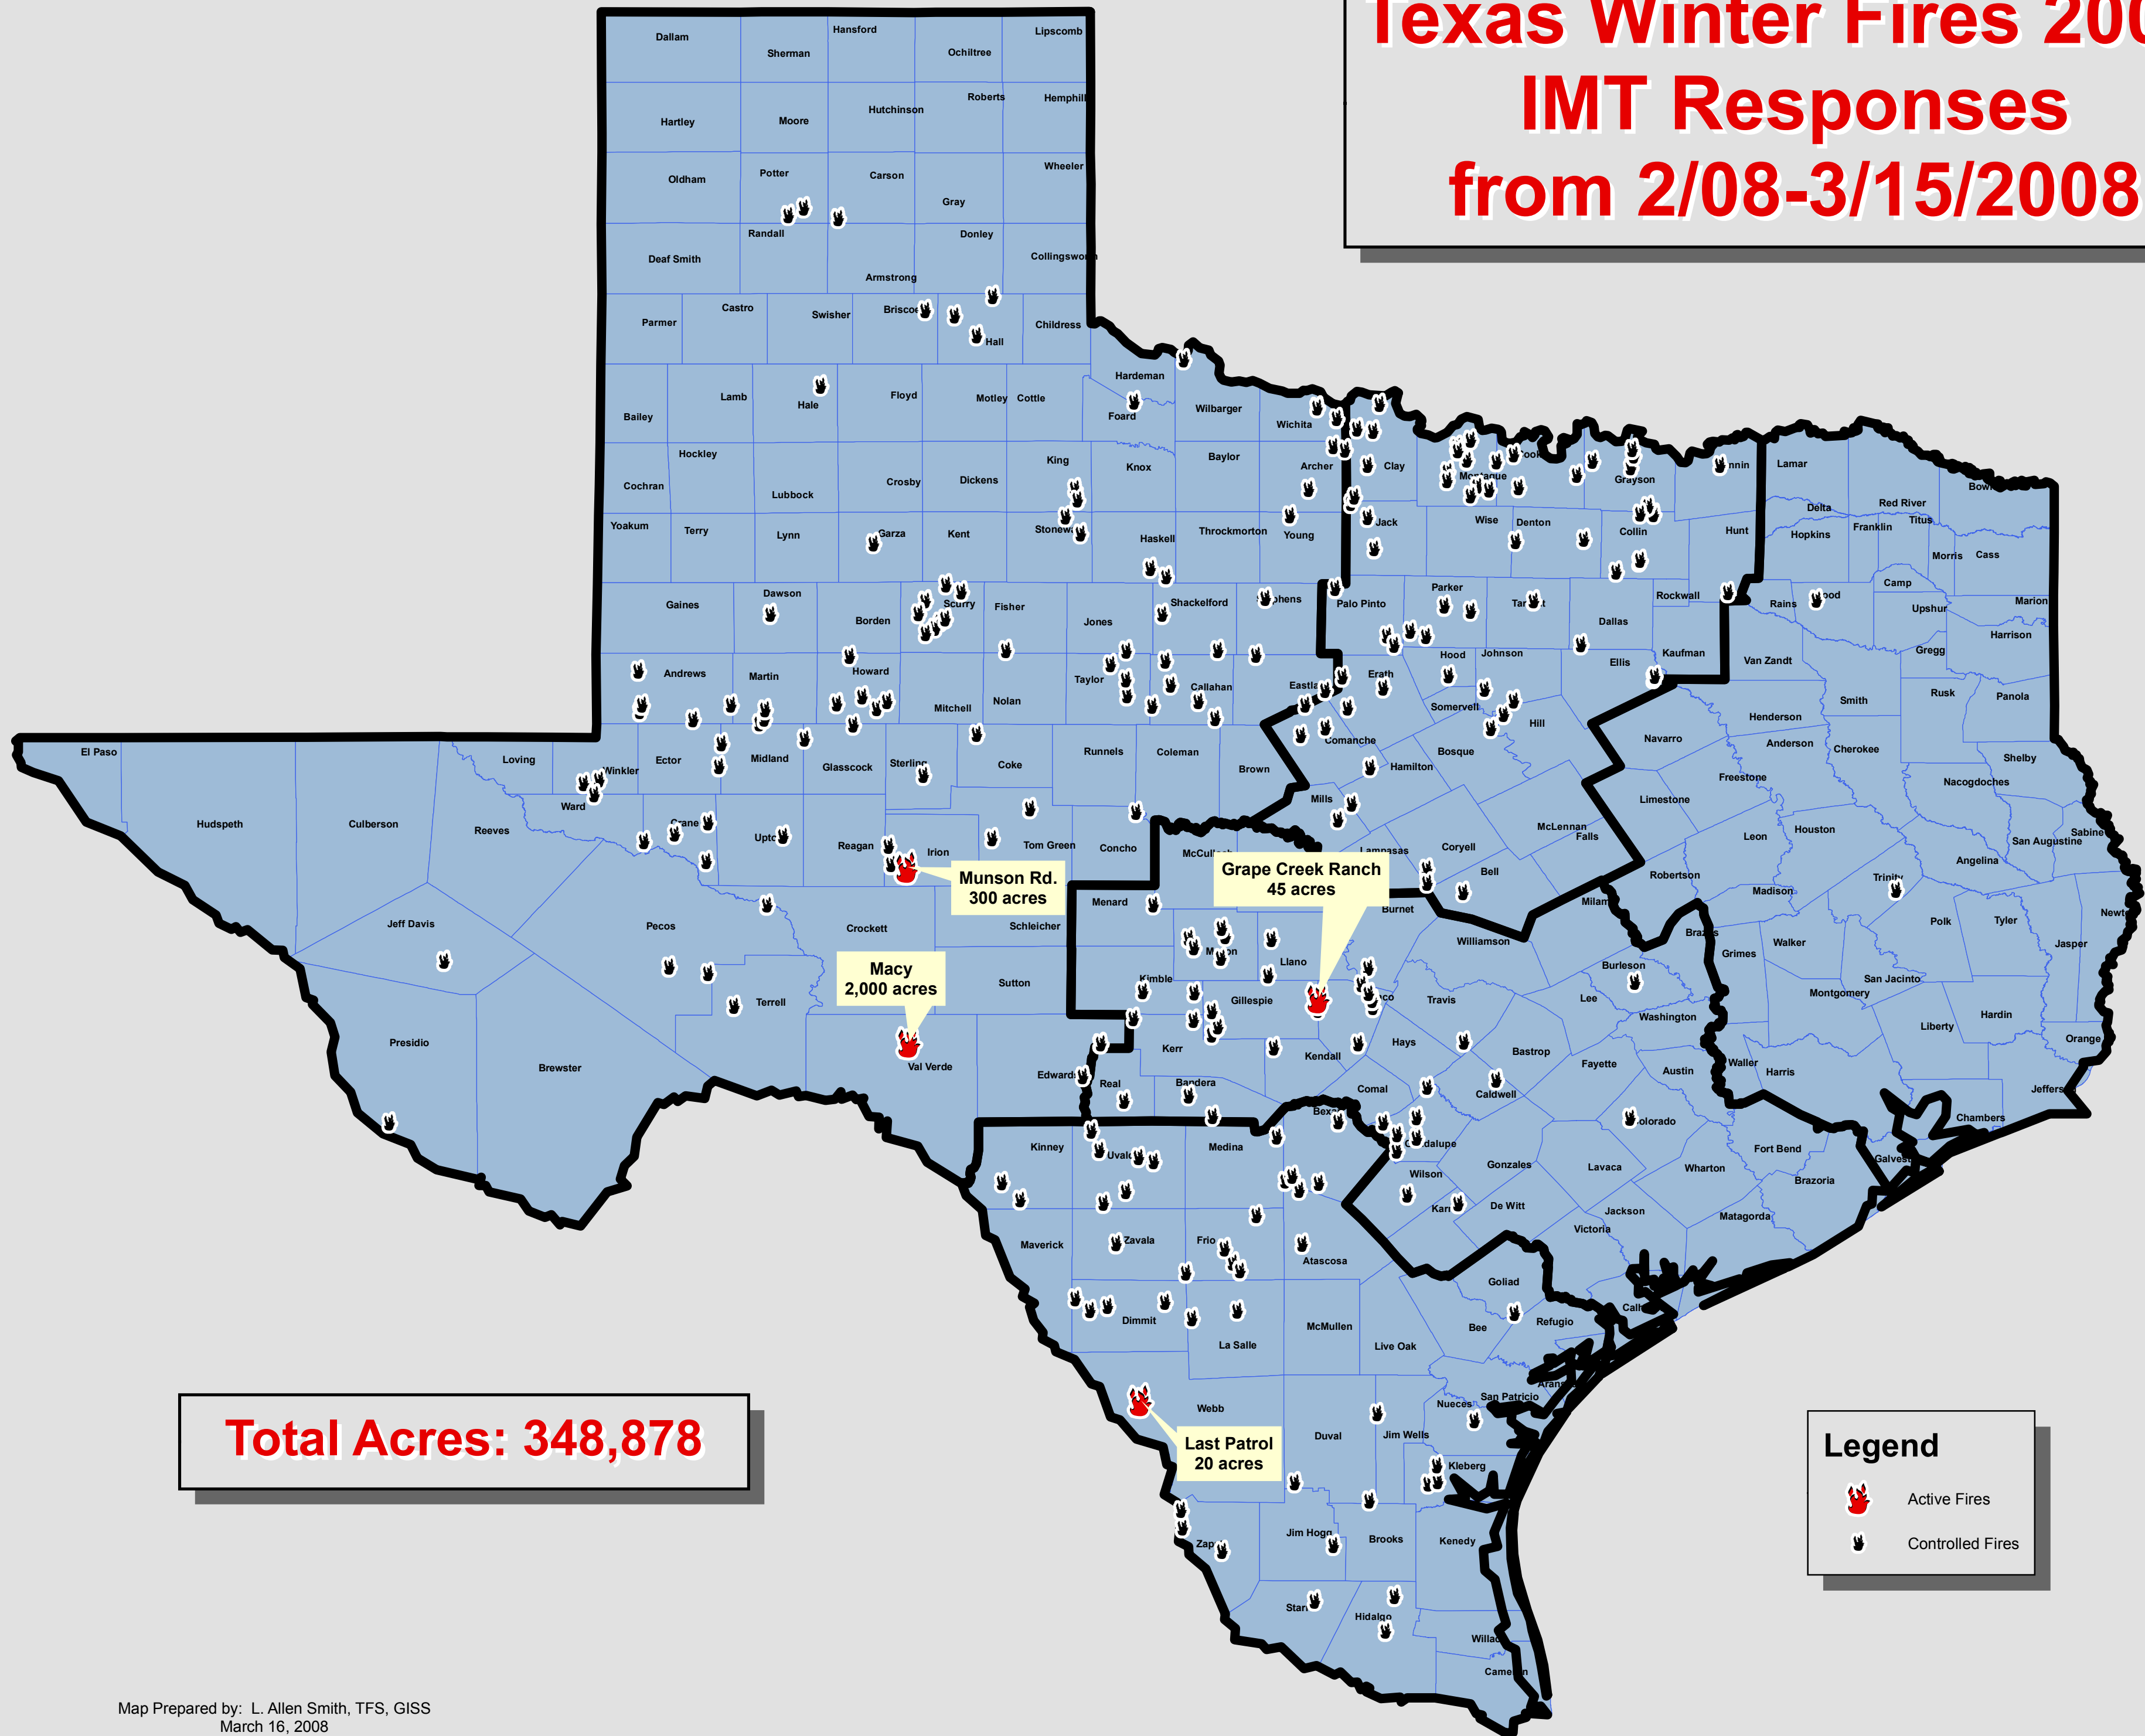 Texas Winter Fires 200
IMT Responses
from 2/08-3/15/2008
Dallam
Sherman
Hansford
Ochiltree
Lipscomb
Hartley
Moore
Hutchinson
Roberts
Hemphill
Oldham
Potter
Carson
Gray
Wheeler
Deaf Smith
Randall
Armstrong
Donley
Collingsworth
Parmer
Castro
Swisher
Briscoe
Hall
Childress
Bailey
Lamb
Hale
Floyd
Motley
Cottle
Hardeman
Foard
Wilbarger
Wichita
Cochran
Hockley
Lubbock
Crosby
Dickens
King
Knox
Baylor
Archer
Clay
Montague
Grayson
Lamar
Red River
Delta
Titus
Franklin
Hopkins
Morris
Cass
Yoakum
Terry
Lynn
Garza
Kent
Haskell
Throckmorton
Young
Jack
Wise
Denton
Collin
Hunt
Camp
Gaines
Dawson
Borden
Scurry
Fisher
Jones
Shackelford
Palo Pinto
Parker
Dallas
Rockwall
Rains
Upshur
Marion
Harrison
Gregg
Andrews
Martin
Howard
Mitchell
Nolan
Taylor
Callahan
Erath
Hood
Johnson
Somervell
Ellis
Kaufman
Van Zandt
Smith
Rusk
Panola
El Paso
Hudspeth
Culberson
Reeves
Loving
Winkler
Ector
Midland
Glasscock
Sterling
Coke
Runnels
Coleman
Brown
Comanche
Hamilton
Bosque
Hill
Navarro
Henderson
Anderson
Cherokee
Freestone
Limestone
Shelby
Nacogdoches
Ward
Crane
Reagan
Irion
Tom Green
Concho
Mills
Lampasas
Coryell
McLennan
Falls
Bell
Leon
Houston
San Augustine
Sabine
Angelina
Trinity
Robertson
Madison
Munson Rd.
300 acres
Grape Creek Ranch
45 acres
Jeff Davis
Pecos
Crockett
Schleicher
Menard
Burnet
Milam
Williamson
Grimes
Walker
Polk
Tyler
Jasper
Macy
2,000 acres
Terrell
Sutton
Kimble
Llano
Gillespie
Travis
Burleson
Lee
Washington
Montgomery
San Jacinto
Liberty
Hardin
Orange
Presidio
Brewster
Val Verde
Edwards
Real
Kerr
Bandera
Kendall
Hays
Comal
Caldwell
Bastrop
Fayette
Austin
Waller
Harris
Chambers
Kinney
Medina
Wilson
Gonzales
Lavaca
Wharton
Fort Bend
Brazoria
Maverick
Zavala
Frio
Atascosa
De Witt
Jackson
Victoria
Matagorda
Dimmit
La Salle
McMullen
Live Oak
Bee
Goliad
Refugio
Webb
Duval
Jim Wells
Nueces
San Patricio
Kleberg
Last Patrol
20 acres
Jim Hogg
Brooks
Kenedy
Hidalgo
Total Acres: 348,878
Legend
Active Fires
Controlled Fires
Map Prepared by: L. Allen Smith, TFS, GISS
March 16, 2008